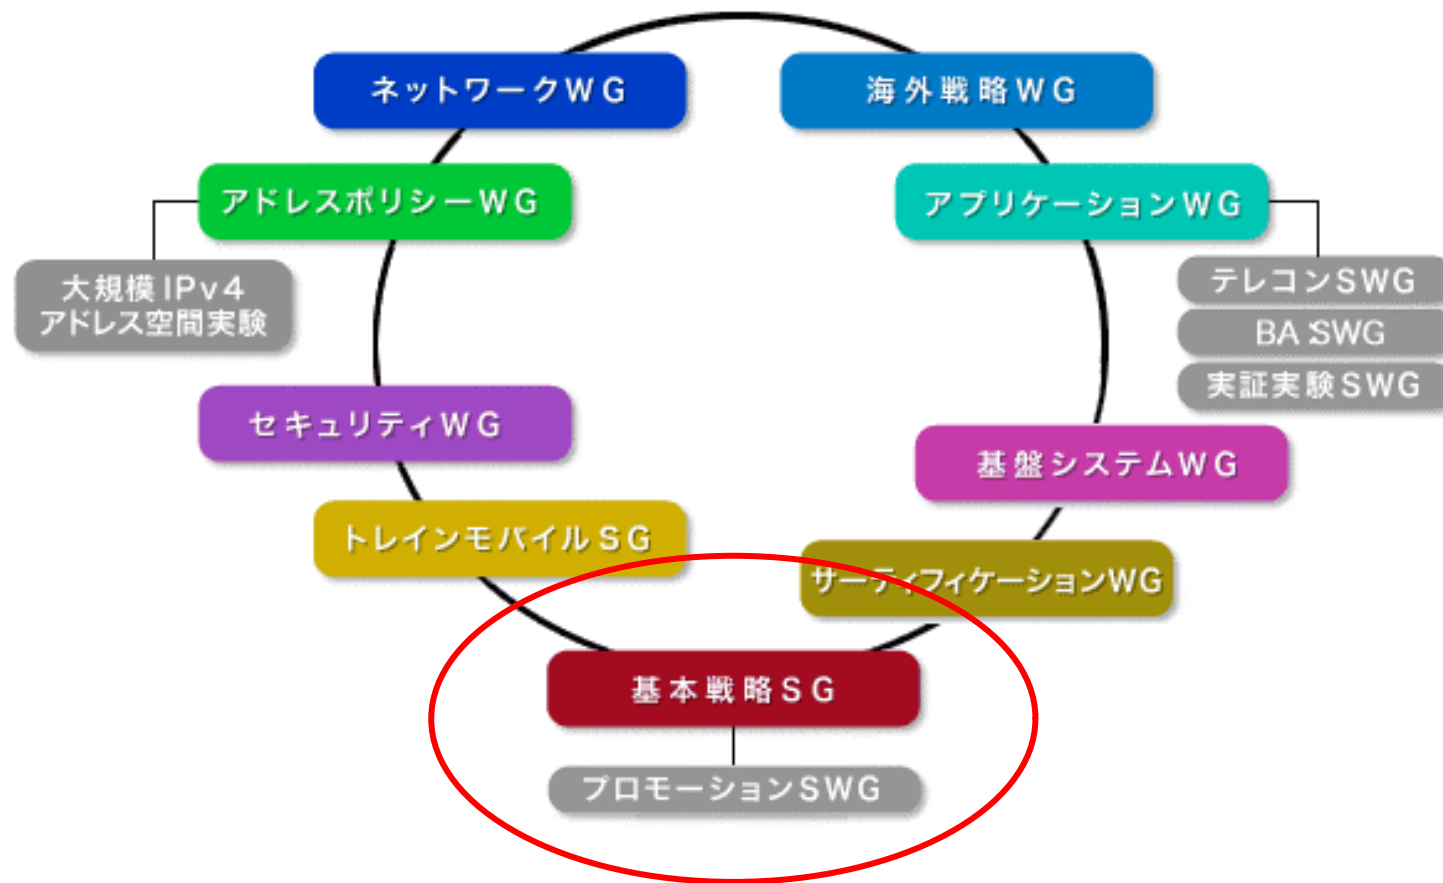 ネットワークWG
海外戦略WG
アドレスポリシーWG
アプリケーションWG
大規模IPv4
アドレス空間実験
テレコンSWG
BA SWG
実証実験SWG
セキュリティWG
基盤システムWG
トレインモバイルSG
サーティフィケーションWG
基本戦略SG
プロモーションSWG